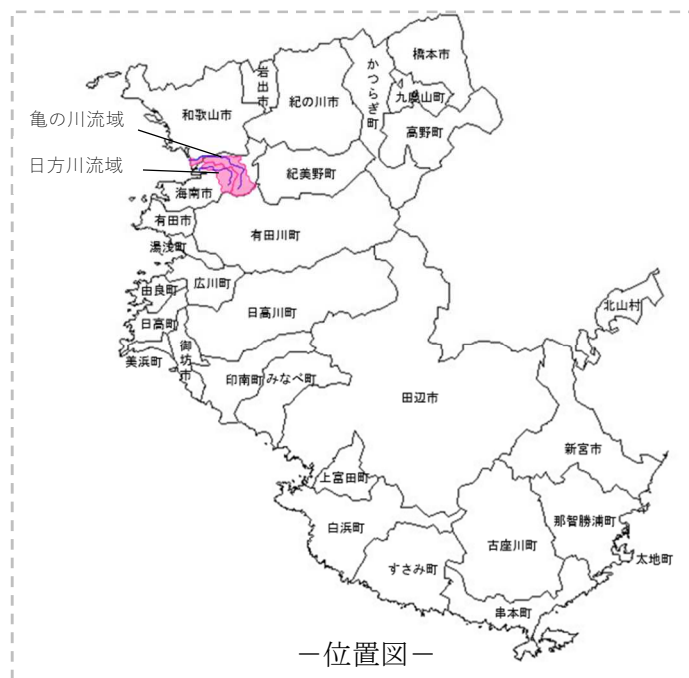 橋本市
かつらぎ町
岩出市
九度山町
和歌山市
紀の川市
亀の川流域
高野町
日方川流域
紀美野町
海南市
有田市
有田川町
湯浅町
広川町
由良町
北山村
日高川町
日高町
御坊市
美浜町
印南町
みなべ町
田辺市
新宮市
上富田町
那智勝浦町
白浜町
古座川町
太地町
すさみ町
串本町
－位置図－